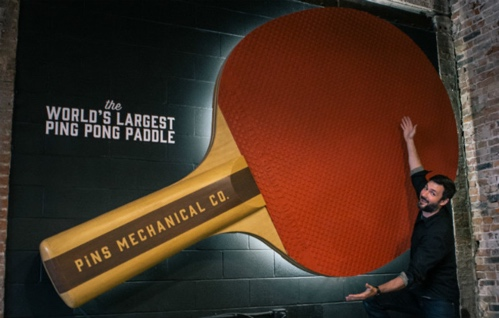 the
WORLD'S LARGEST
PING PONG PADDLE
PiNS MECHANICAL CO.